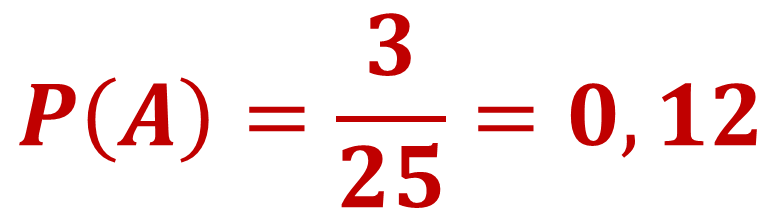 P(A) = 3/25 = 0,12